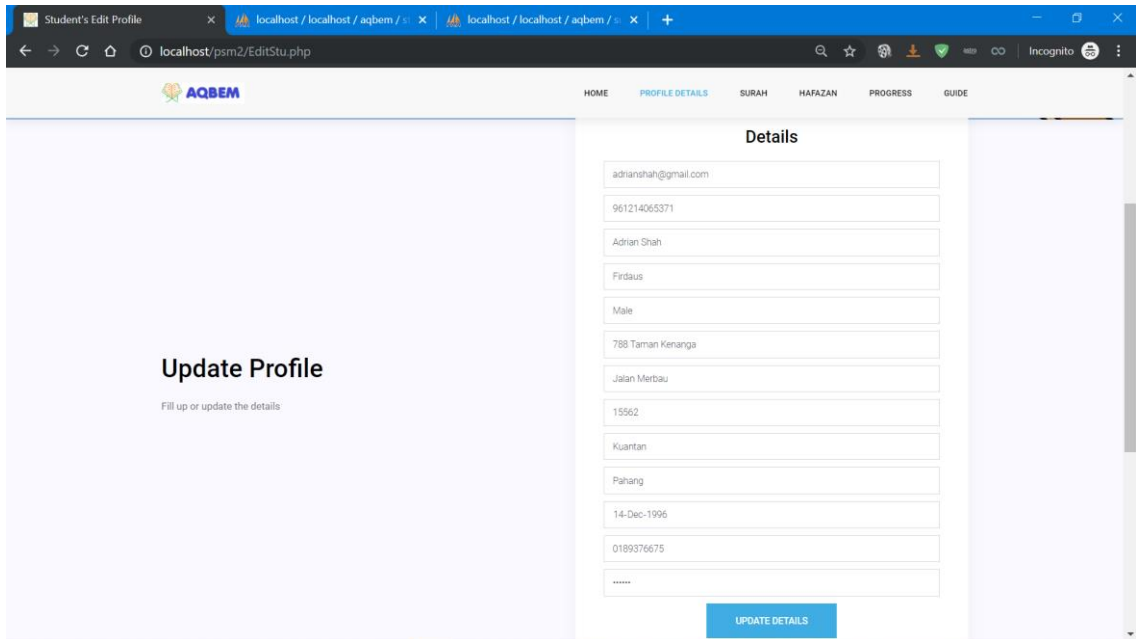 Student's Edit Profile
localhost / localhost / aqbem / st
localhost / localhost / aqbem / s
localhost/psm2/EditStu.php
Incognito
AQBEM
HOME PROFILE DETAILS SURAH HAFAZAN PROGRESS GUIDE
Details
adrianshah@gmail.com
961214065371
Adrian Shah
Firdaus
Male
788 Taman Kenanga
Jalan Merbau
15562
Kuantan
Pahang
14-Dec-1996
0189376675
••••••
Update Profile
Fill up or update the details
UPDATE DETAILS